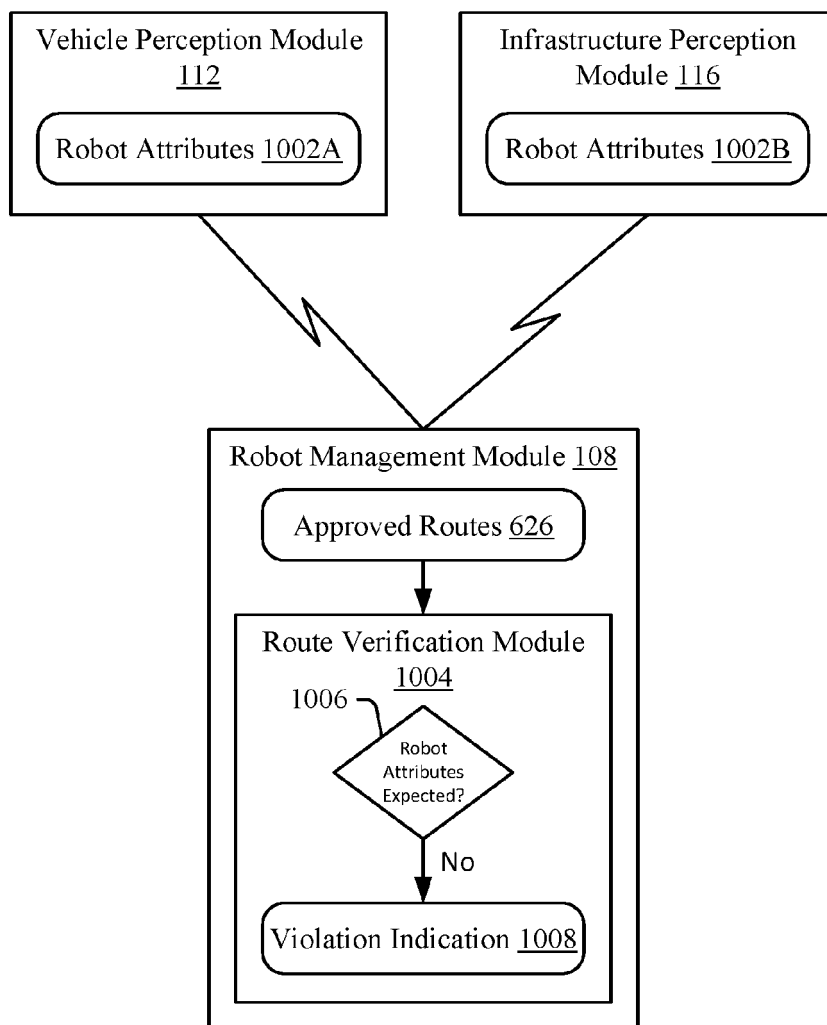 Vehicle Perception Module
112
Robot Attributes 1002A
Infrastructure Perception
Module 116
Robot Attributes 1002B
Robot Management Module 108
Approved Routes 626
Route Verification Module
1004
1006
Robot
Attributes
Expected?
No
Violation Indication 1008